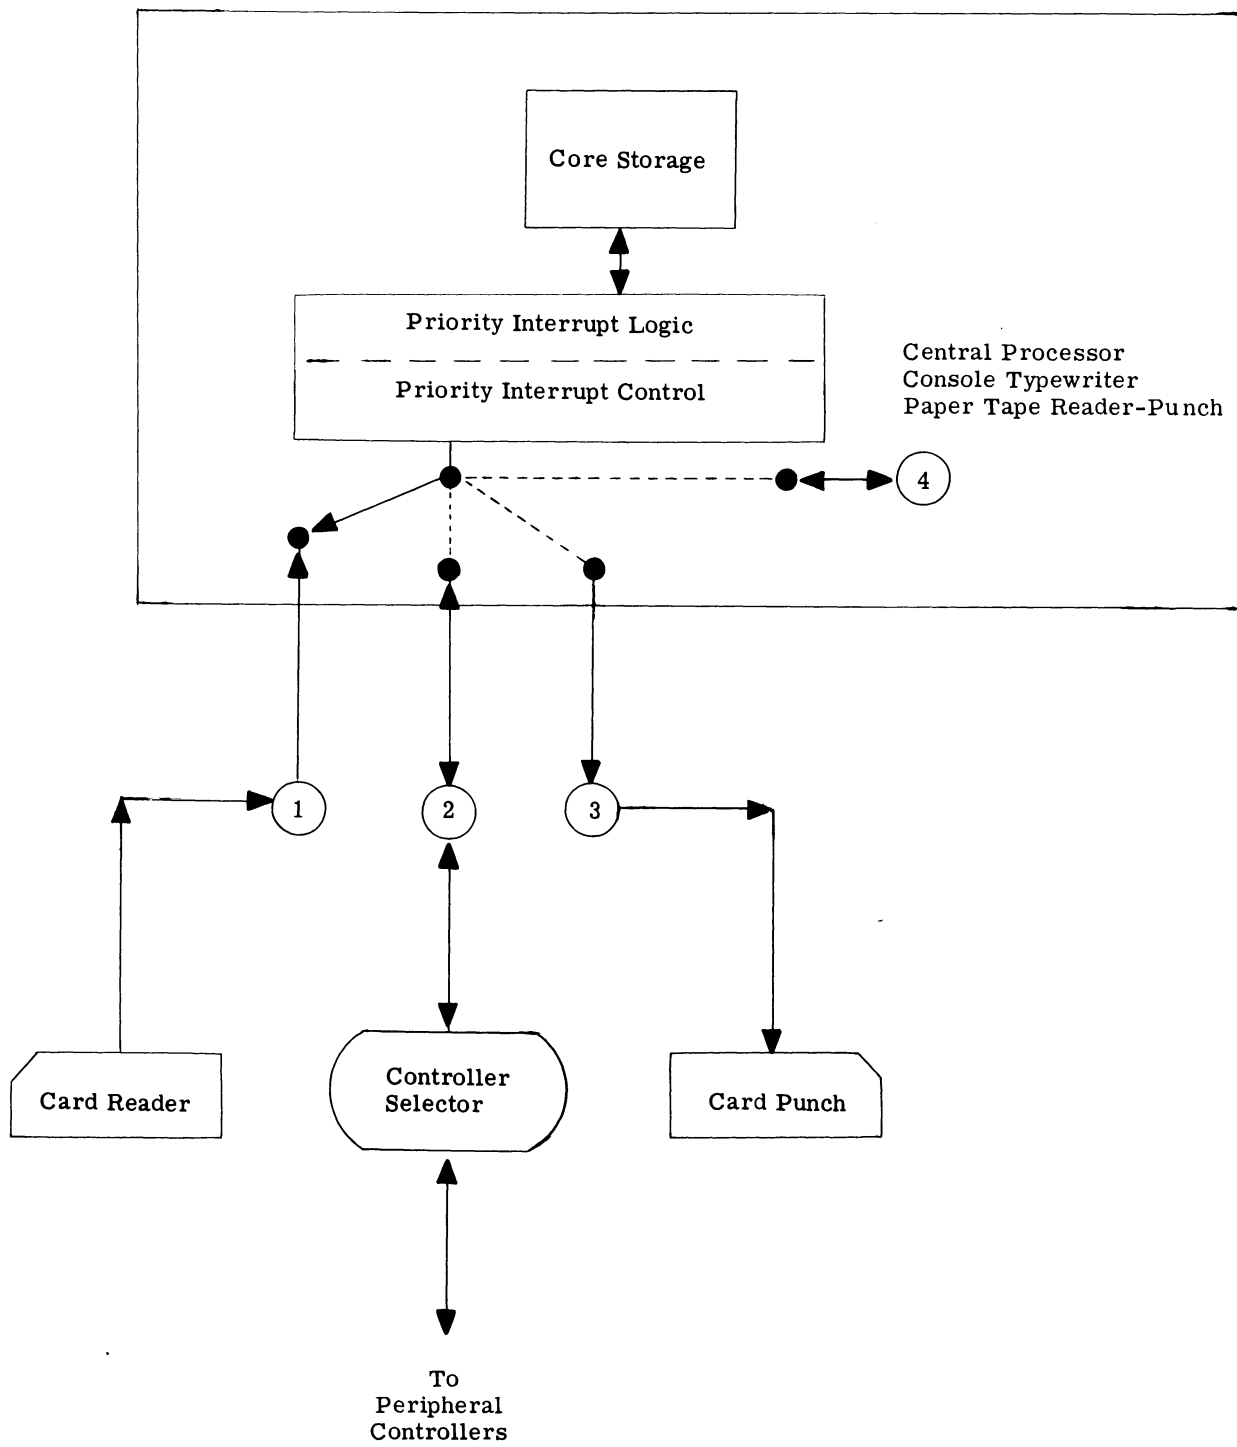 Core Storage
Priority Interrupt Logic
Priority Interrupt Control
Central Processor
Console Typewriter
Paper Tape Reader-Punch
4
1
2
3
Card Reader
Controller
Selector
Card Punch
To
Peripheral
Controllers